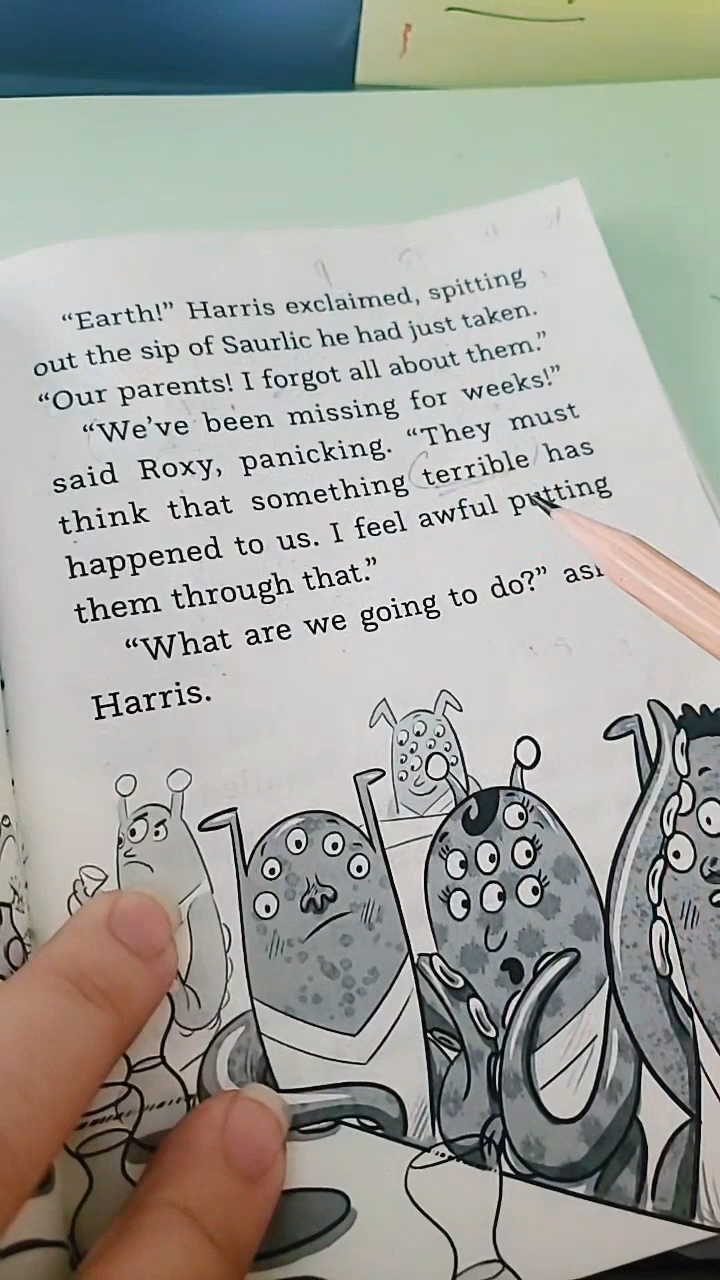 “Earth!” Harris exclaimed, spitting
out the sip of Saurlic he had just taken.
“Our parents! I forgot all about them.”
“We’ve been missing for weeks!”
said Roxy, panicking. “They must
think that something terrible has
happened to us. I feel awful putting
them through that.”
“What are we going to do?”
Harris.